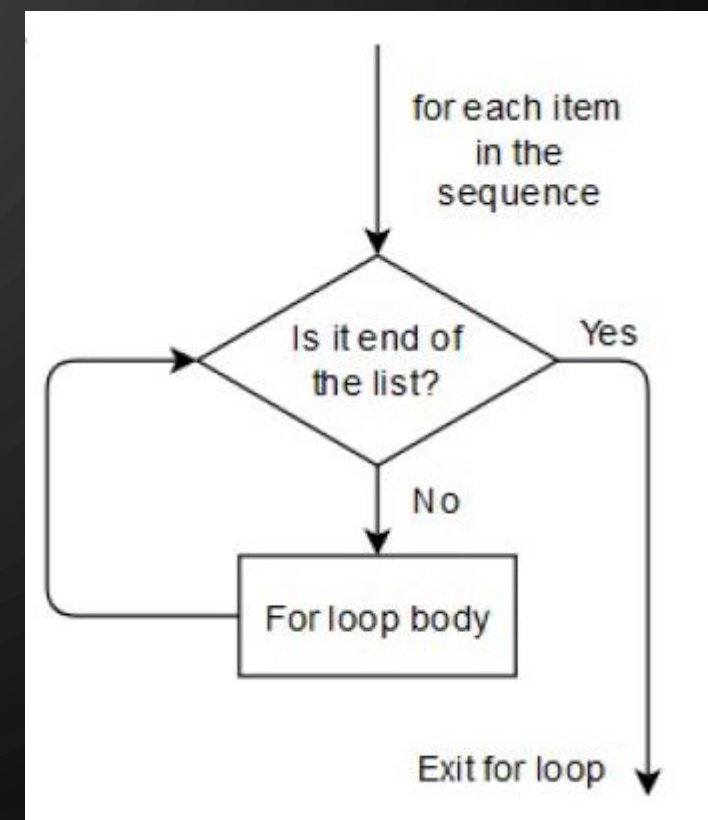 for each item
in the
sequence
Is it end of
the list?
Yes
No
For loop body
Exit for loop